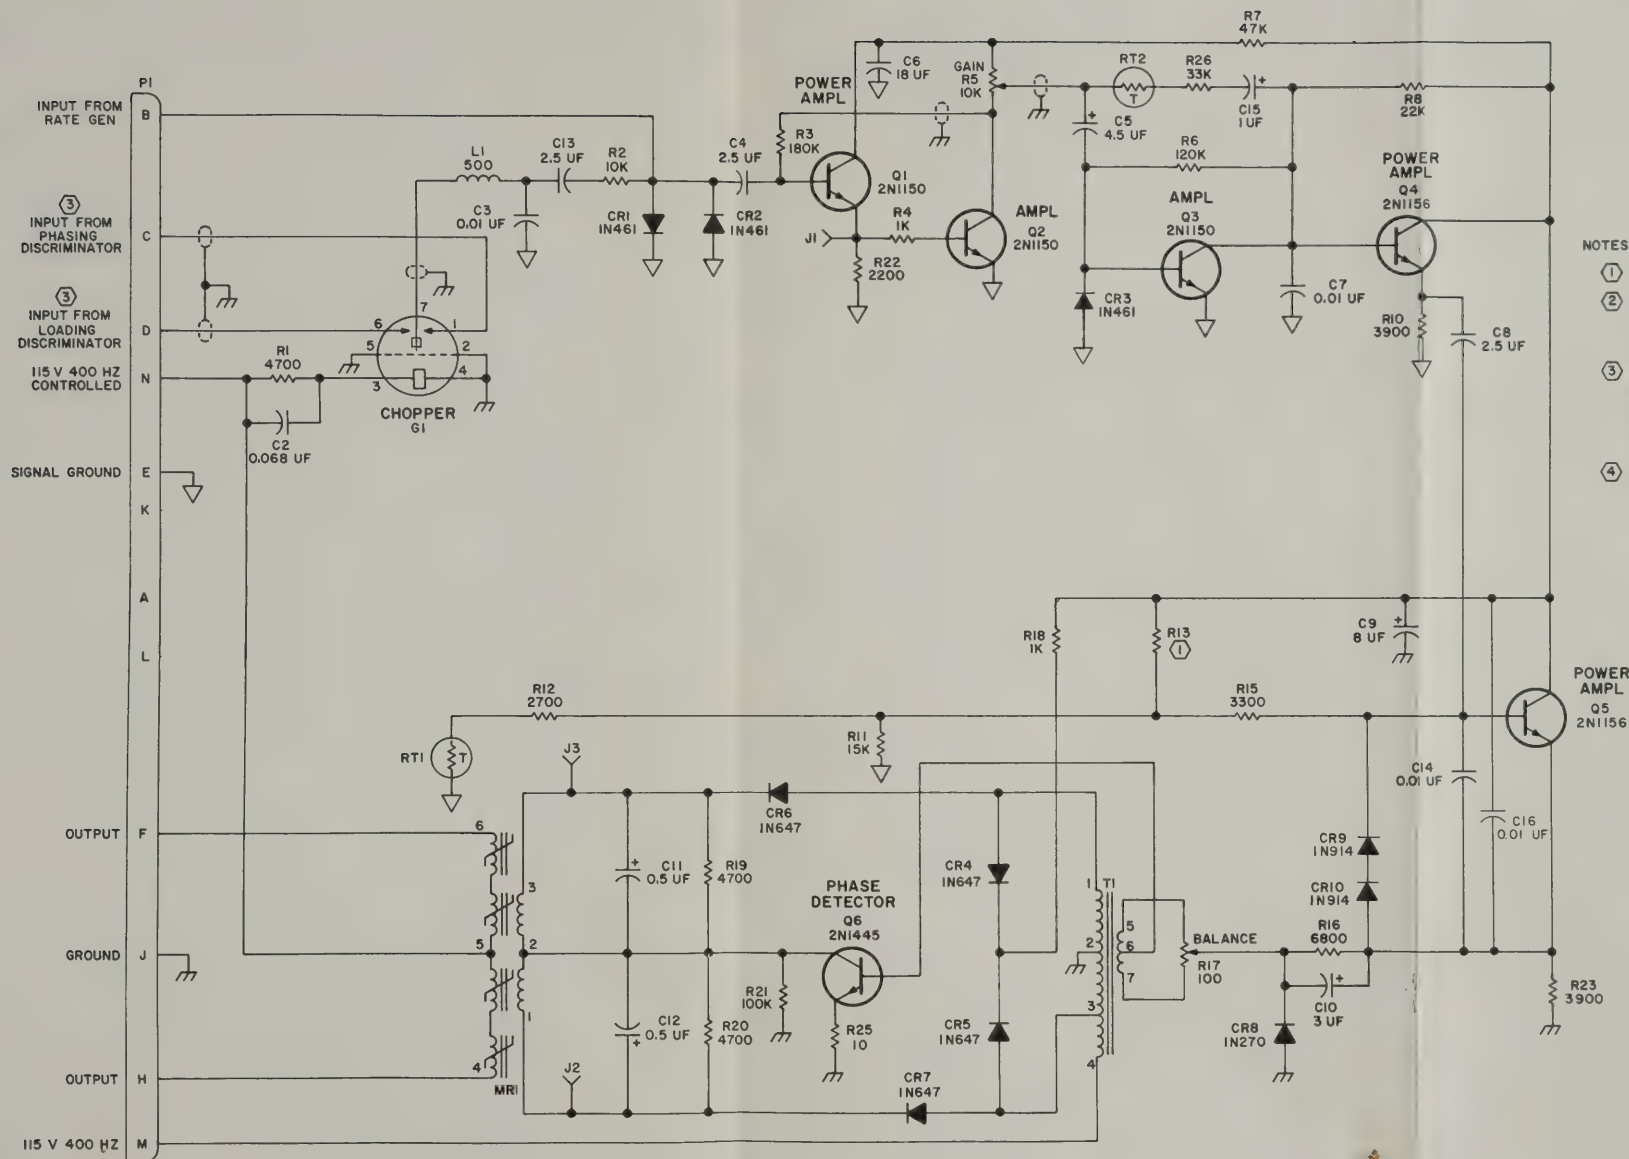 P1
INPUT FROM
RATE GEN
B
3
INPUT FROM
PHASING
DISCRIMINATOR
C
3
INPUT FROM
LOADING
DISCRIMINATOR
D
115 V 400 HZ
CONTROLLED
N
SIGNAL GROUND E
K
A
L
OUTPUT F
GROUND J
OUTPUT H
115 V 400 HZ M
L1
500
C13
2.5 UF
R2
10K
C3
0.01 UF
CR1
1N461
CR2
1N461
C4
2.5 UF
R3
180K
POWER
AMPL
Q1
2N1150
C6
18 UF
GAIN
R5
10K
J1
R4
1K
R22
2200
AMPL
Q2
2N1150
R7
47K
RT2
T
R26
33K
+
C15
1 UF
R8
22K
+
C5
4.5 UF
R6
120K
AMPL
Q3
2N1150
CR3
1N461
C7
0.01 UF
POWER
AMPL
Q4
2N1156
R10
3900
C8
2.5 UF
NOTES
1
2
3
4
7
6
1
5
2
3
4
CHOPPER
G1
R1
4700
C2
0.068 UF
R18
1K
R13
1
C9
8 UF
+
POWER
AMPL
Q5
2N1156
R12
2700
R15
3300
RT1
T
R11
15K
J3
CR6
1N647
C14
0.01 UF
C16
0.01 UF
6
3
5
2
1
4
MR1
+
C11
0.5 UF
R19
4700
C12
0.5 UF
+
R20
4700
R21
100K
PHASE
DETECTOR
Q6
2N1445
R25
10
CR4
1N647
CR5
1N647
CR7
1N647
J2
1
T1
2
3
4
5
6
7
BALANCE
R17
100
CR9
1N914
CR10
1N914
R16
6800
+
C10
3 UF
CR8
1N270
R23
3900